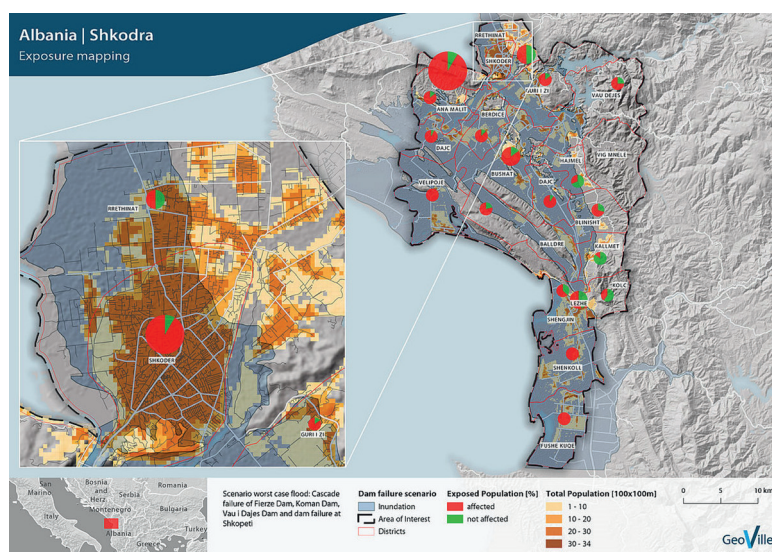 Albania | Shkodra
Exposure mapping
RRETHINAT
SHKODER
GURI I ZI
VAU DEJES
ANA MALIT
BERDICE
DAJC
HAJMEL
VIG MNELE
BUSHAT
VELIPOJE
DAJC
BLINISHT
BALLDRE
KALLMET
KOLC
LEZHE
SHENGJIN
SHENKOLL
FUSHE KUQE
RRETHINAT
SHKODER
GURI I ZI
San Marino
Bosnia and Herz
Romania
Serbia
Montenegro
Italy
Bulgaria
Albania
Turkey
Greece
Scenario worst case flood: Cascade
failure of Fierze Dam, Koman Dam,
Vau i Dajes Dam and dam failure at
Shkopeti
Dam failure scenario
Inundation
Area of Interest
Districts
Exposed Population [%]
affected
not affected
Total Population [100x100m]
1 - 10
10 - 20
20 - 30
30 - 34
0 5 10 km
GeoVille